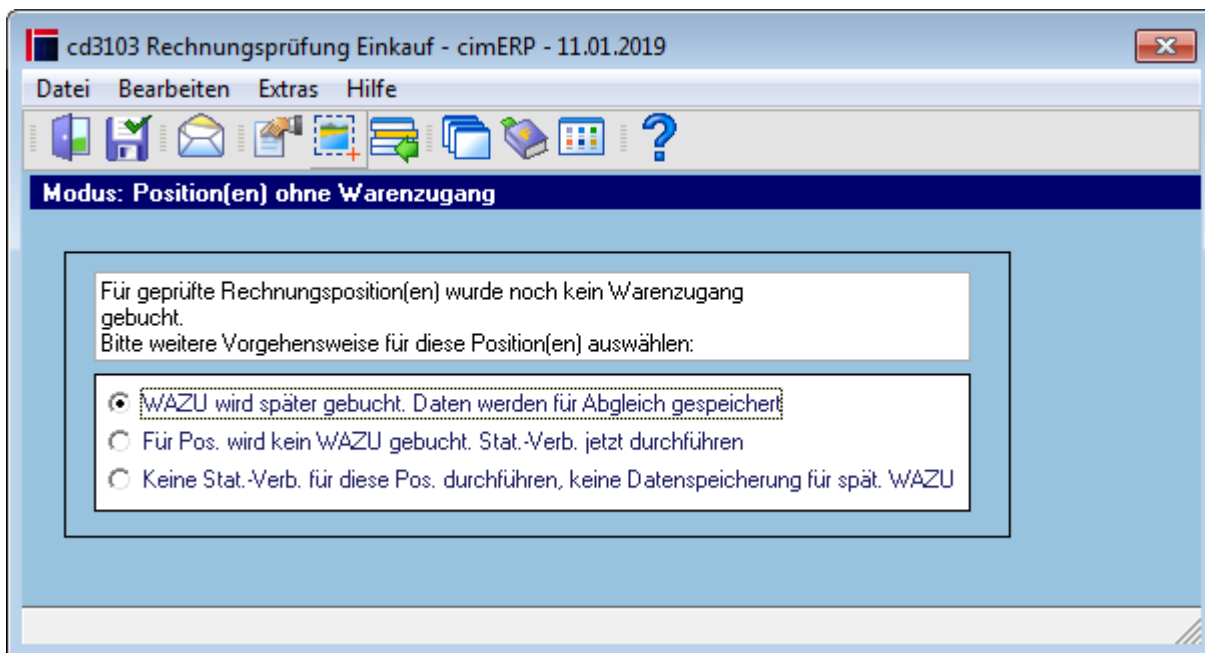 cd3103 Rechnungsprüfung Einkauf - cimERP - 11.01.2019
Datei Bearbeiten Extras Hilfe
Modus: Position(en) ohne Warenzugang
Für geprüfte Rechnungsposition(en) wurde noch kein Warenzugang
gebucht.
Bitte weitere Vorgehensweise für diese Position(en) auswählen:
WAZU wird später gebucht. Daten werden für Abgleich gespeichert
Für Pos. wird kein WAZU gebucht. Stat.-Verb. jetzt durchführen
Keine Stat.-Verb. für diese Pos. durchführen, keine Datenspeicherung für spät. WAZU